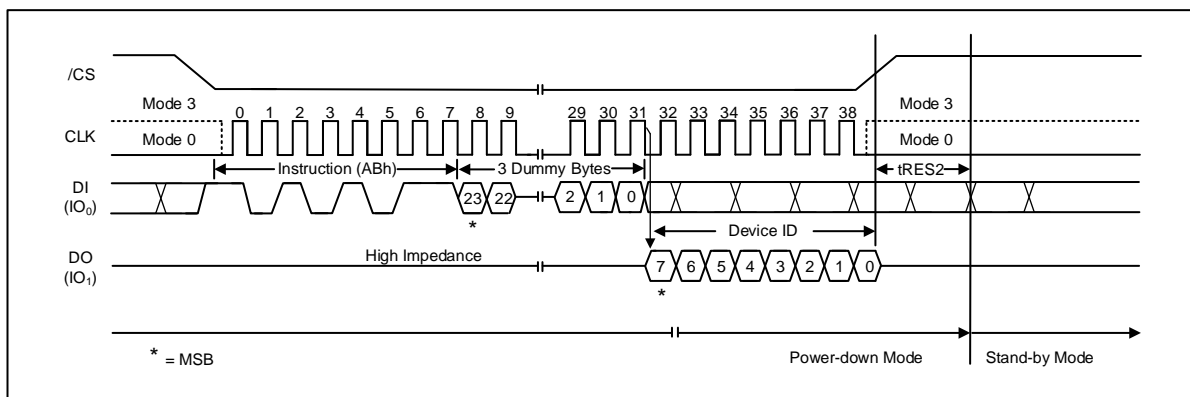 /CS
Mode 3
0 1 2 3 4 5 6 7 8 9 29 30 31 32 33 34 35 36 37 38
Mode 3
CLK
Mode 0
Mode 0
Instruction (ABh)
3 Dummy Bytes
tRES2
DI
(IO0)
23 22 2 1 0
*
Device ID
DO
(IO1)
High Impedance
7 6 5 4 3 2 1 0
*
* = MSB
Power-down Mode
Stand-by Mode